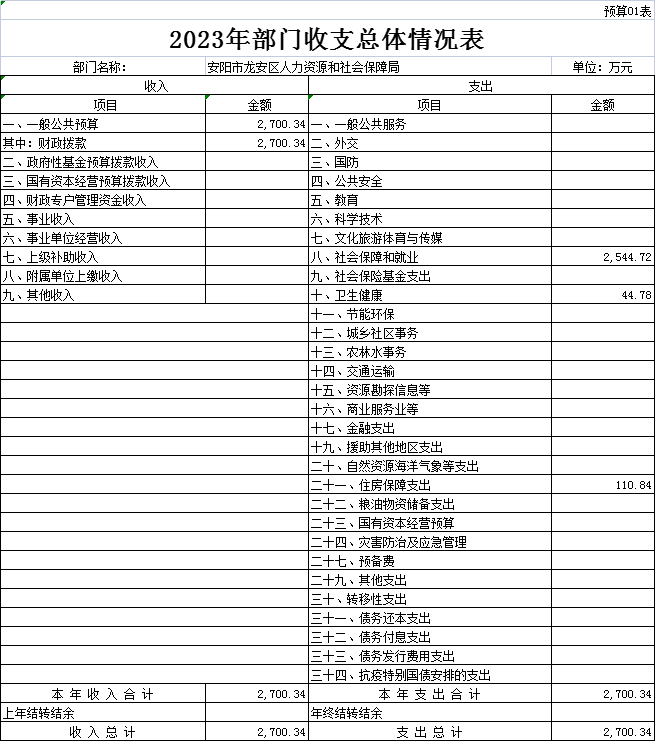 预算01表
2023年部门收支总体情况表
部门名称： 安阳市龙安区人力资源和社会保障局 单位：万元
收入 支出
项目 金额 项目 金额
一、一般公共预算 2,700.34 一、一般公共服务
其中：财政拨款 2,700.34 二、外交
二、政府性基金预算拨款收入 三、国防
三、国有资本经营预算拨款收入 四、公共安全
四、财政专户管理资金收入 五、教育
五、事业收入 六、科学技术
六、事业单位经营收入 七、文化旅游体育与传媒
七、上级补助收入 八、社会保障和就业 2,544.72
八、附属单位上缴收入 九、社会保险基金支出
九、其他收入 十、卫生健康 44.78
十一、节能环保
十二、城乡社区事务
十三、农林水事务
十四、交通运输
十五、资源勘探信息等
十六、商业服务业等
十七、金融支出
十九、援助其他地区支出
二十、自然资源海洋气象等支出
二十一、住房保障支出 110.84
二十二、粮油物资储备支出
二十三、国有资本经营预算
二十四、灾害防治及应急管理
二十七、预备费
二十九、其他支出
三十、转移性支出
三十一、债务还本支出
三十二、债务付息支出
三十三、债务发行费用支出
三十四、抗疫特别国债安排的支出
本年收入合计 2,700.34 本年支出合计 2,700.34
上年结转结余 年终结转结余
收入总计 2,700.34 支出总计 2,700.34